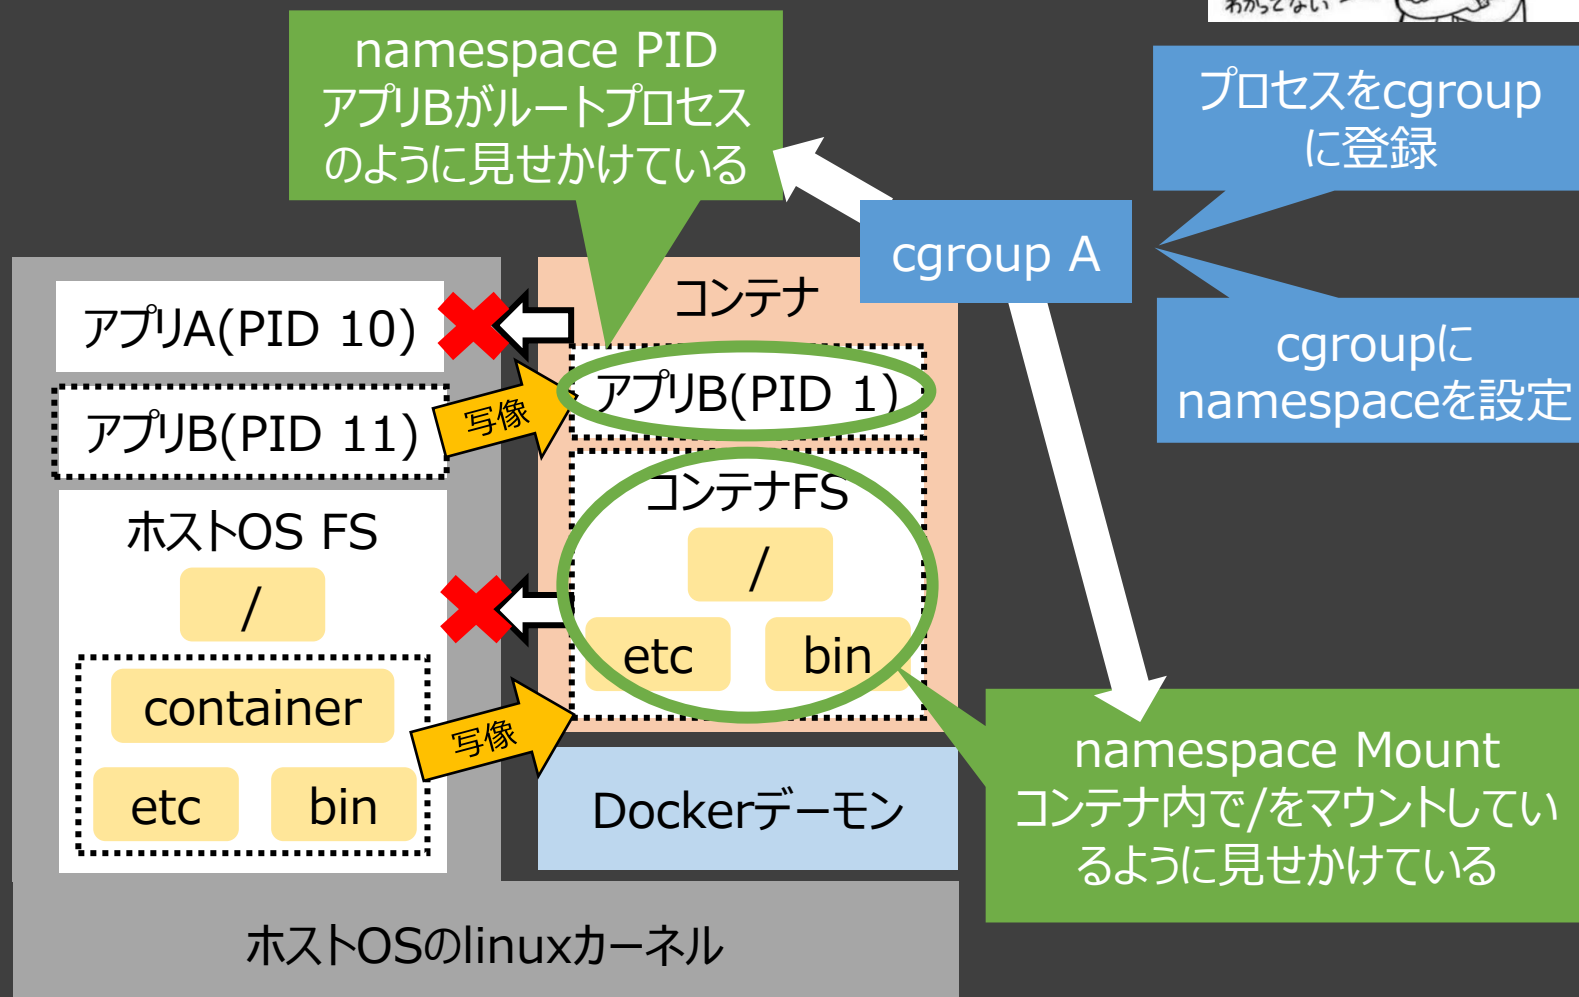 わかってない
namespace PID
アプリBがルートプロセス
のように見せかけている
プロセスをcgroup
に登録
cgroup A
cgroupに
namespaceを設定
アプリA(PID 10)
アプリB(PID 11)
写像
コンテナ
アプリB(PID 1)
ホストOS FS
/
container
etc
bin
写像
コンテナFS
/
etc
bin
Dockerデーモン
namespace Mount
コンテナ内で/をマウントしてい
るように見せかけている
ホストOSのlinuxカーネル